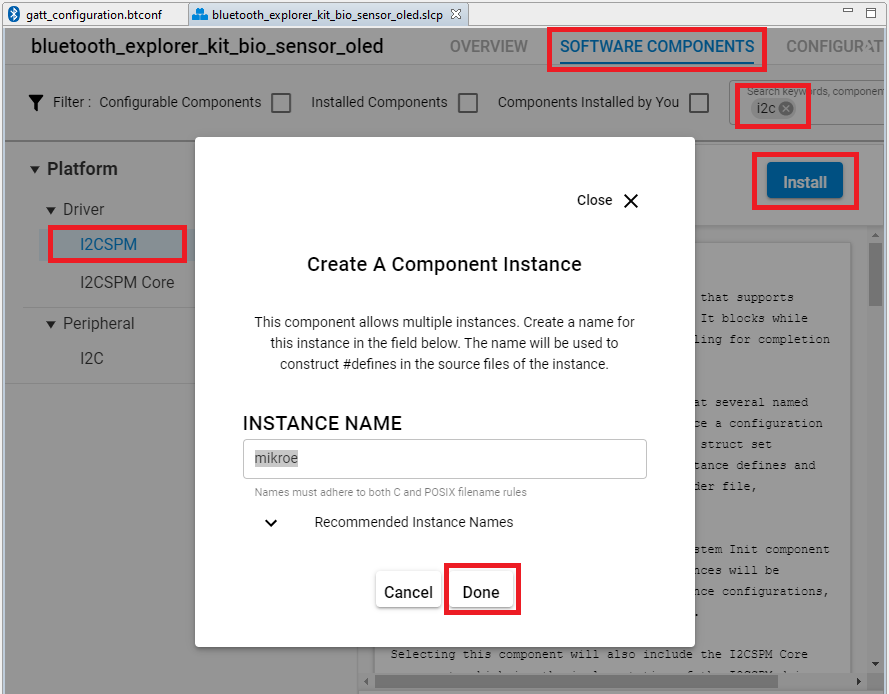 gatt_configuration.btconf
bluetooth_explorer_kit_bio_sensor_oled.slcp
bluetooth_explorer_kit_bio_sensor_oled
OVERVIEW
SOFTWARE COMPONENTS
CONFIGURAT
Filter :
Configurable Components
Installed Components
Components Installed by You
Search keywords, componen
i2c
Platform
Driver
I2CSPM
I2CSPM Core
Peripheral
I2C
Install
Close
Create A Component Instance
This component allows multiple instances. Create a name for
this instance in the field below. The name will be used to
construct #defines in the source files of the instance.
INSTANCE NAME
mikroe
Names must adhere to both C and POSIX filename rules
Recommended Instance Names
Cancel
Done
that supports
It blocks while
ling for completion
at several named
ce a configuration
struct set
tance defines and
der file,
stem Init component
nces will be
nce configurations,
Selecting this component will also include the I2CSPM Core